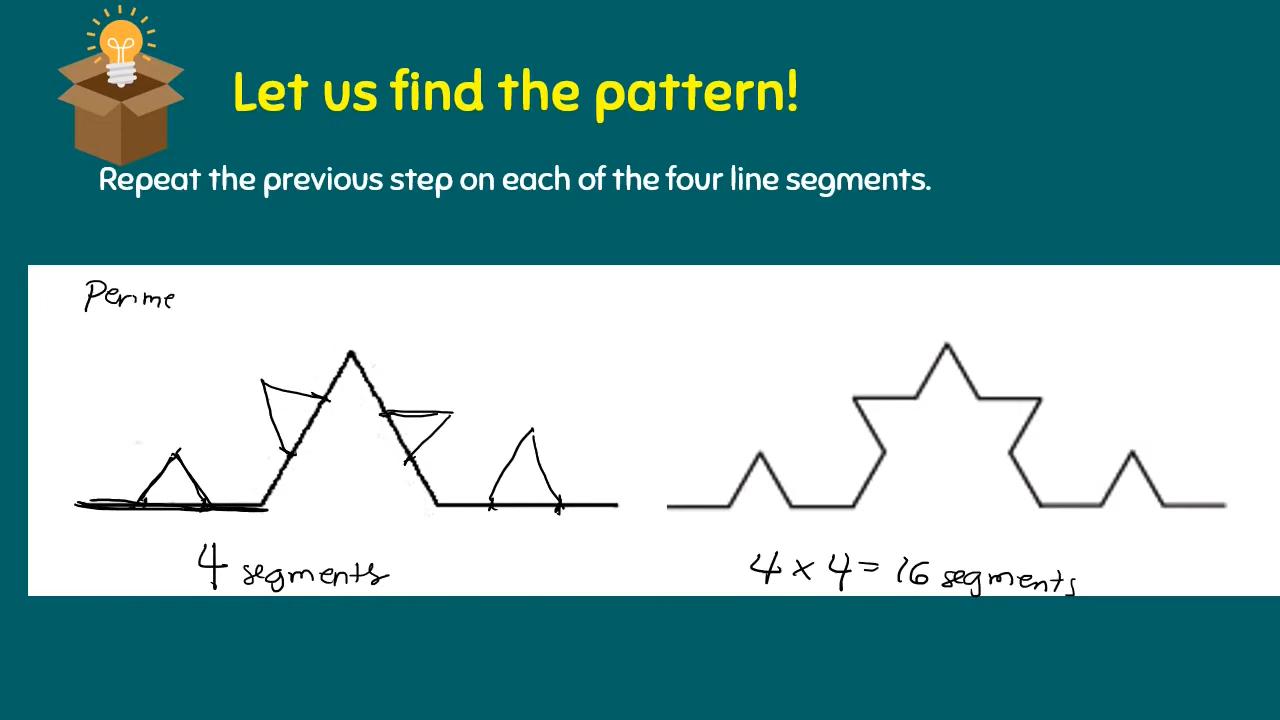 Let us find the pattern!
Repeat the previous step on each of the four line segments.
Perime
4 segments
4 x 4 = 16 segments